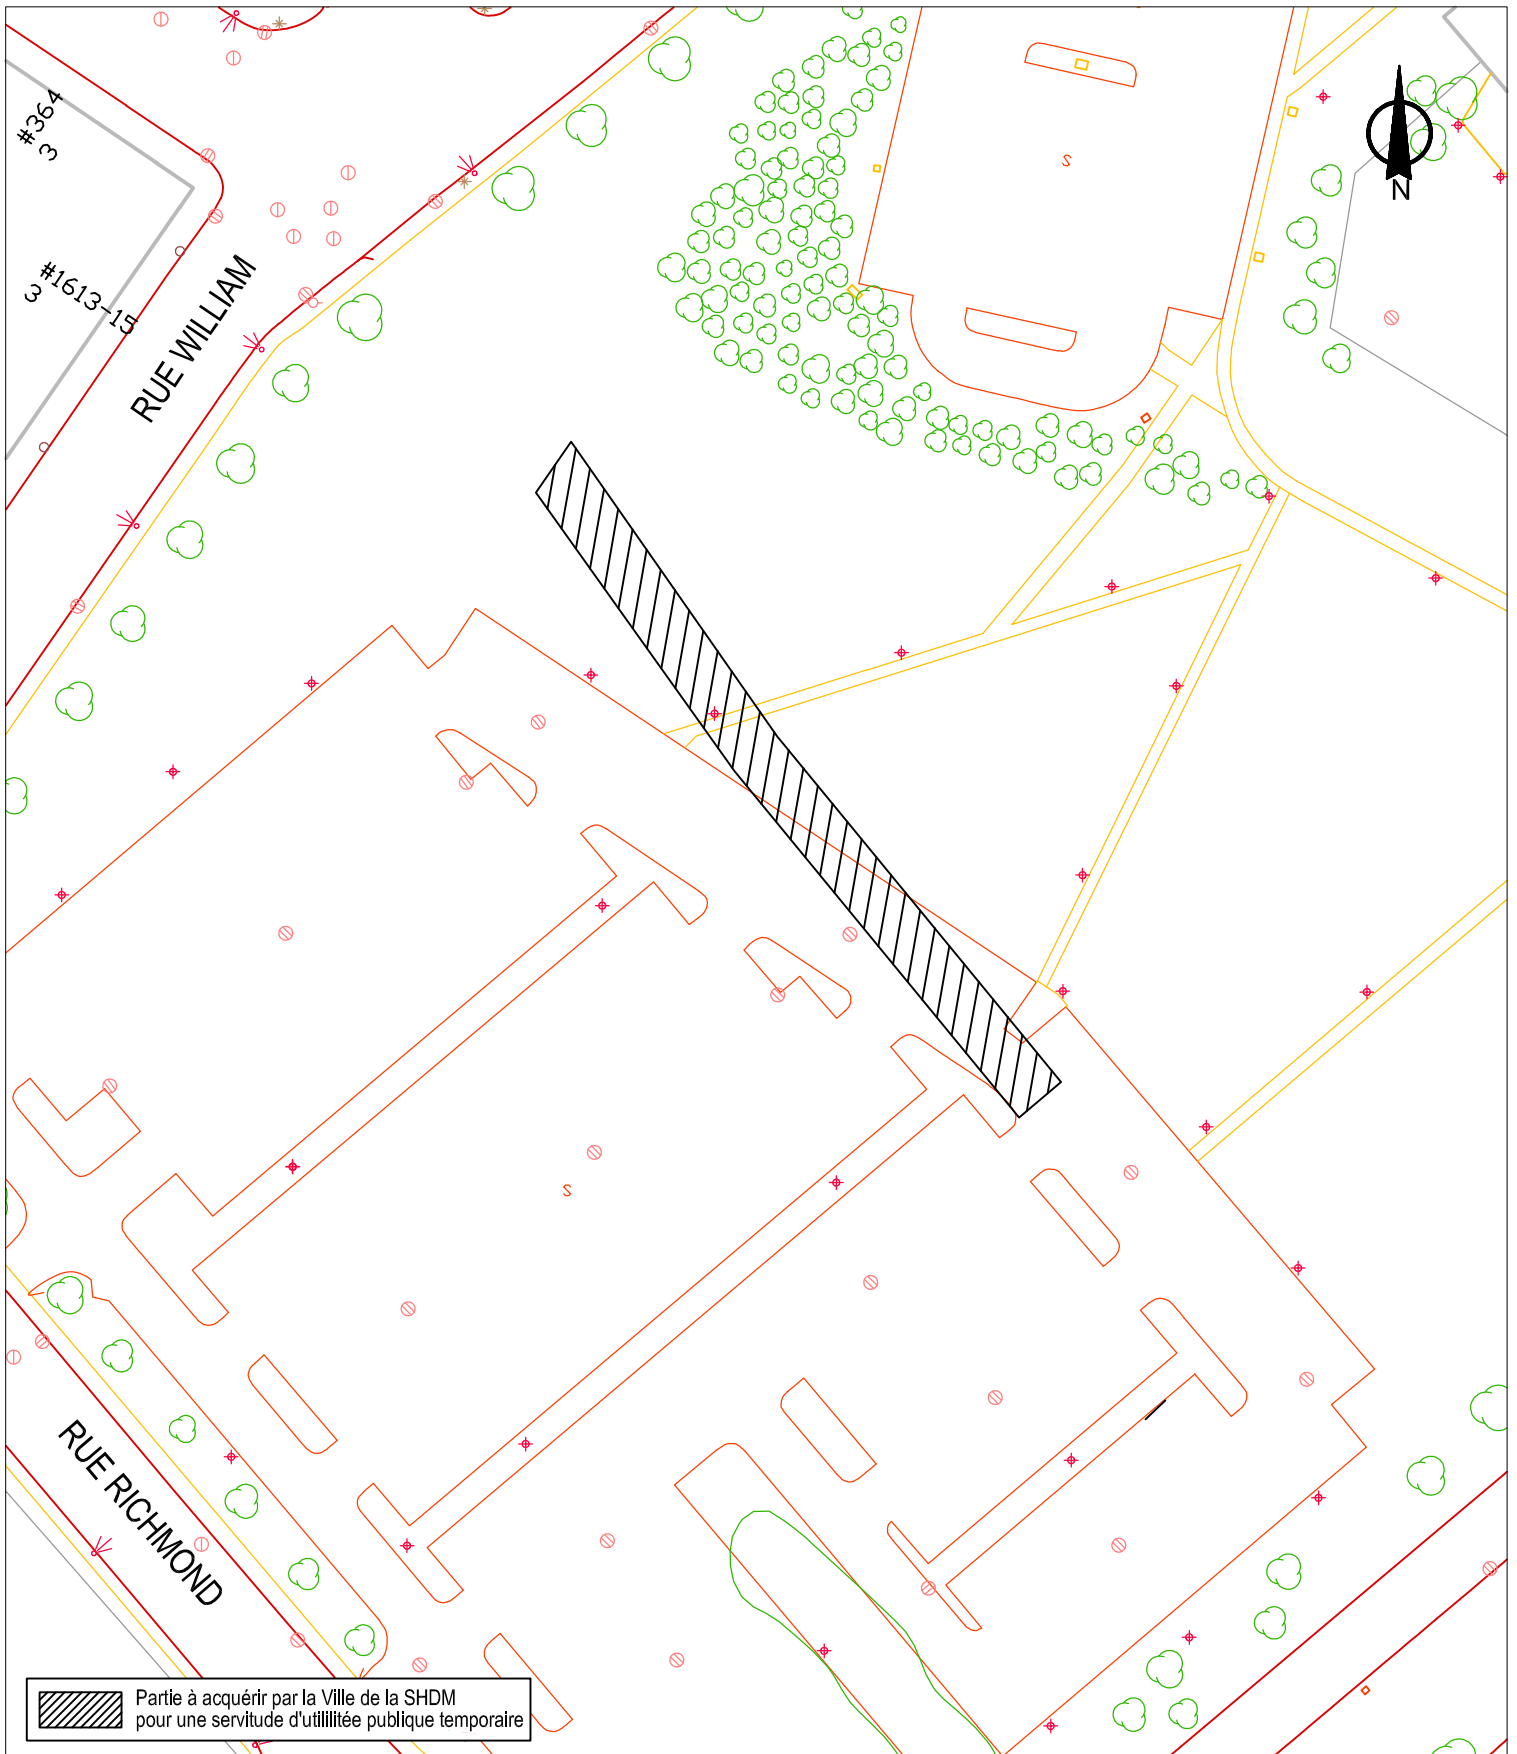 #364
3
#1613-15
3
RUE WILLIAM
S
N
S
RUE RICHMOND
Partie à acquérir par la Ville de la SHDM
pour une servitude d'utililitée publique temporaire